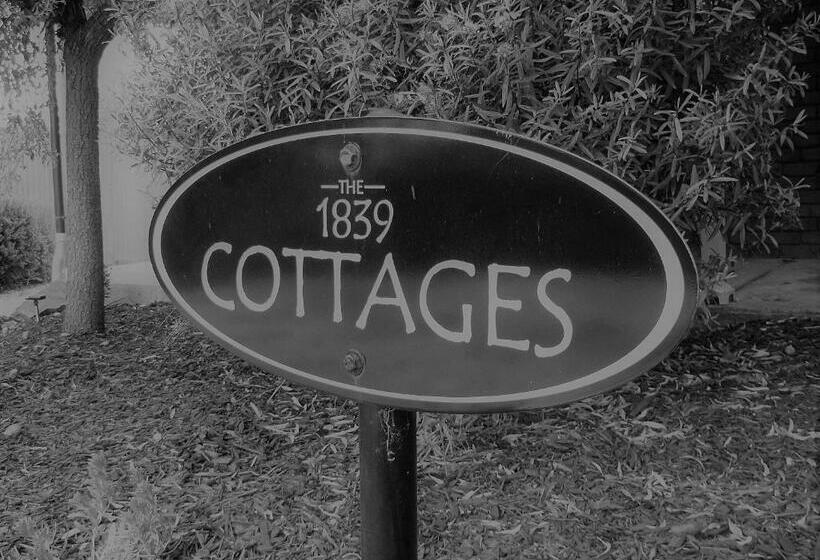 THE
1839
COTTAGES